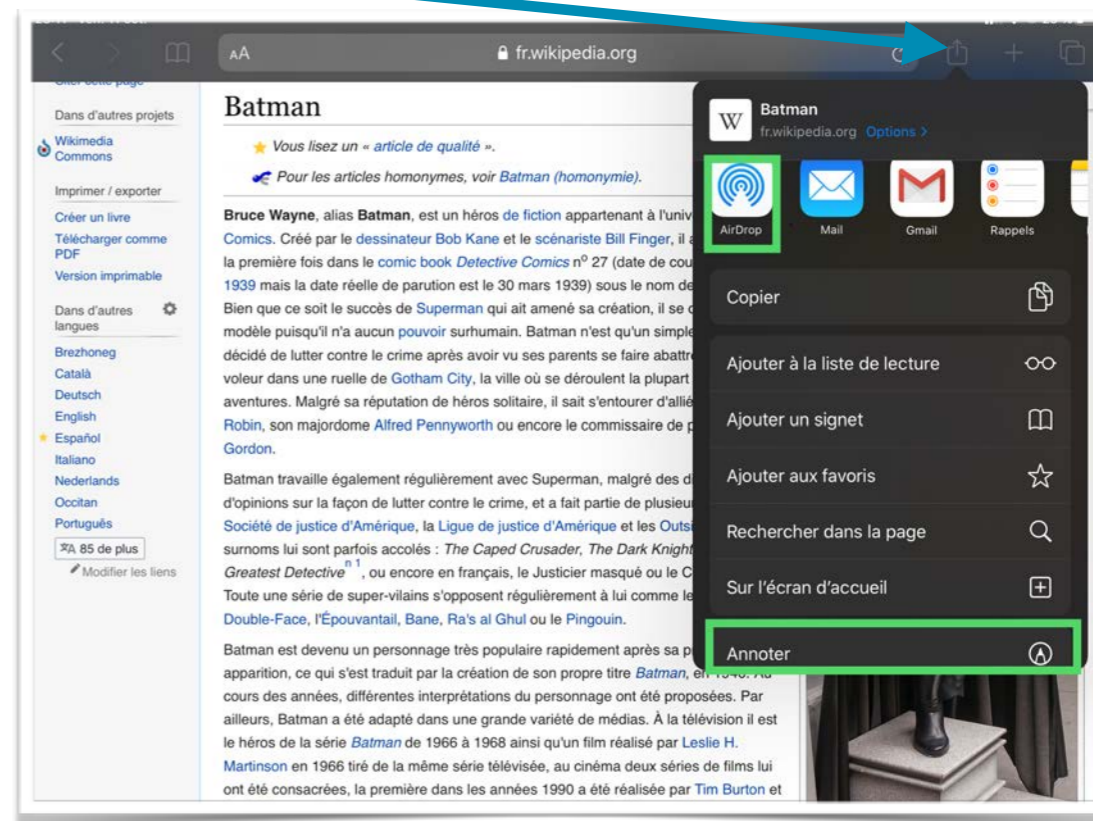 AA
fr.wikipedia.org
Citer cette page
Dans d'autres projets
Wikimedia
Commons
Imprimer / exporter
Créer un livre
Télécharger comme
PDF
Version imprimable
Dans d'autres
langues
Brezhoneg
Català
Deutsch
English
Español
Italiano
Nederlands
Occitan
Português
85 de plus
Modifier les liens
Batman
Vous lisez un « article de qualité ».
Pour les articles homonymes, voir Batman (homonymie).
Bruce Wayne, alias Batman, est un héros de fiction appartenant à l'univ
Comics. Créé par le dessinateur Bob Kane et le scénariste Bill Finger, il a
la première fois dans le comic book Detective Comics nº 27 (date de cou
1939 mais la date réelle de parution est le 30 mars 1939) sous le nom de
Bien que ce soit le succès de Superman qui ait amené sa création, il se d
modèle puisqu'il n'a aucun pouvoir surhumain. Batman n'est qu'un simple
décidé de lutter contre le crime après avoir vu ses parents se faire abattr
voleur dans une ruelle de Gotham City, la ville où se déroulent la plupart
aventures. Malgré sa réputation de héros solitaire, il sait s'entourer d'allié
Robin, son majordome Alfred Pennyworth ou encore le commissaire de p
Gordon.
Batman travaille également régulièrement avec Superman, malgré des di
d'opinions sur la façon de lutter contre le crime, et a fait partie de plusieur
Société de justice d'Amérique, la Ligue de justice d'Amérique et les Outsi
surnoms lui sont parfois accolés : The Caped Crusader, The Dark Knight
Greatest Detective n 1, ou encore en français, le Justicier masqué ou le C
Toute une série de super-vilains s'opposent régulièrement à lui comme le
Double-Face, l'Épouvantail, Bane, Ra's al Ghul ou le Pingouin.
Batman est devenu un personnage très populaire rapidement après sa p
apparition, ce qui s'est traduit par la création de son propre titre Batman, en 1940. Au
cours des années, différentes interprétations du personnage ont été proposées. Par
ailleurs, Batman a été adapté dans une grande variété de médias. À la télévision il est
le héros de la série Batman de 1966 à 1968 ainsi qu'un film réalisé par Leslie H.
Martinson en 1966 tiré de la même série télévisée, au cinéma deux séries de films lui
ont été consacrées, la première dans les années 1990 a été réalisée par Tim Burton et
W
Batman
fr.wikipedia.org Options >
AirDrop
Mail
Gmail
Rappels
Copier
Ajouter à la liste de lecture
Ajouter un signet
Ajouter aux favoris
Rechercher dans la page
Sur l'écran d'accueil
Annoter